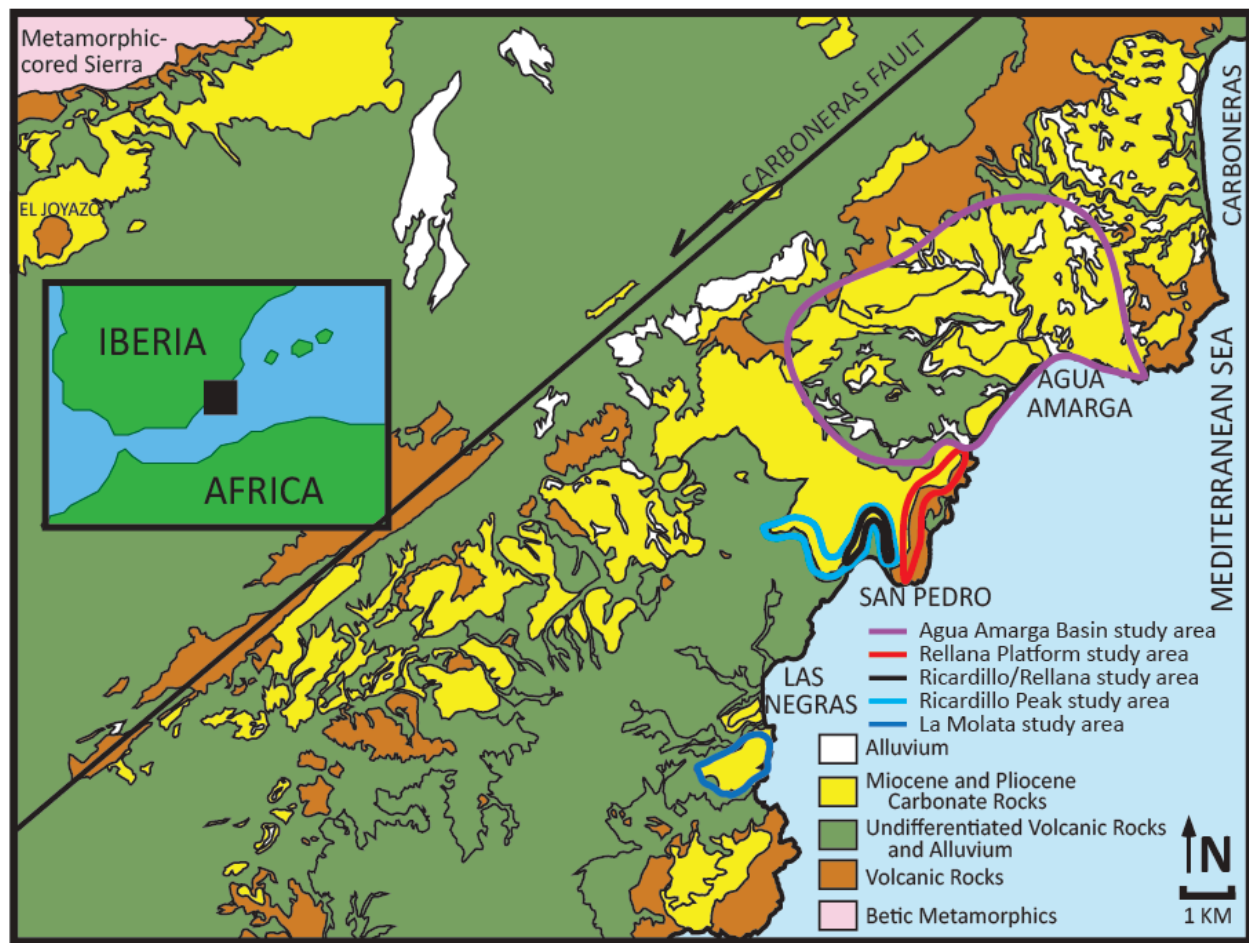 Metamorphic-
cored Sierra
CARBONERAS FAULT
CARBONERAS
EL JOYAZO
IBERIA
AFRICA
AGUA
AMARGA
MEDITERRANEAN SEA
SAN PEDRO
LAS
NEGRAS
Agua Amarga Basin study area
Rellana Platform study area
Ricardillo/Rellana study area
Ricardillo Peak study area
La Molata study area
Alluvium
Miocene and Pliocene
Carbonate Rocks
Undifferentiated Volcanic Rocks
and Alluvium
Volcanic Rocks
Betic Metamorphics
N
1 KM